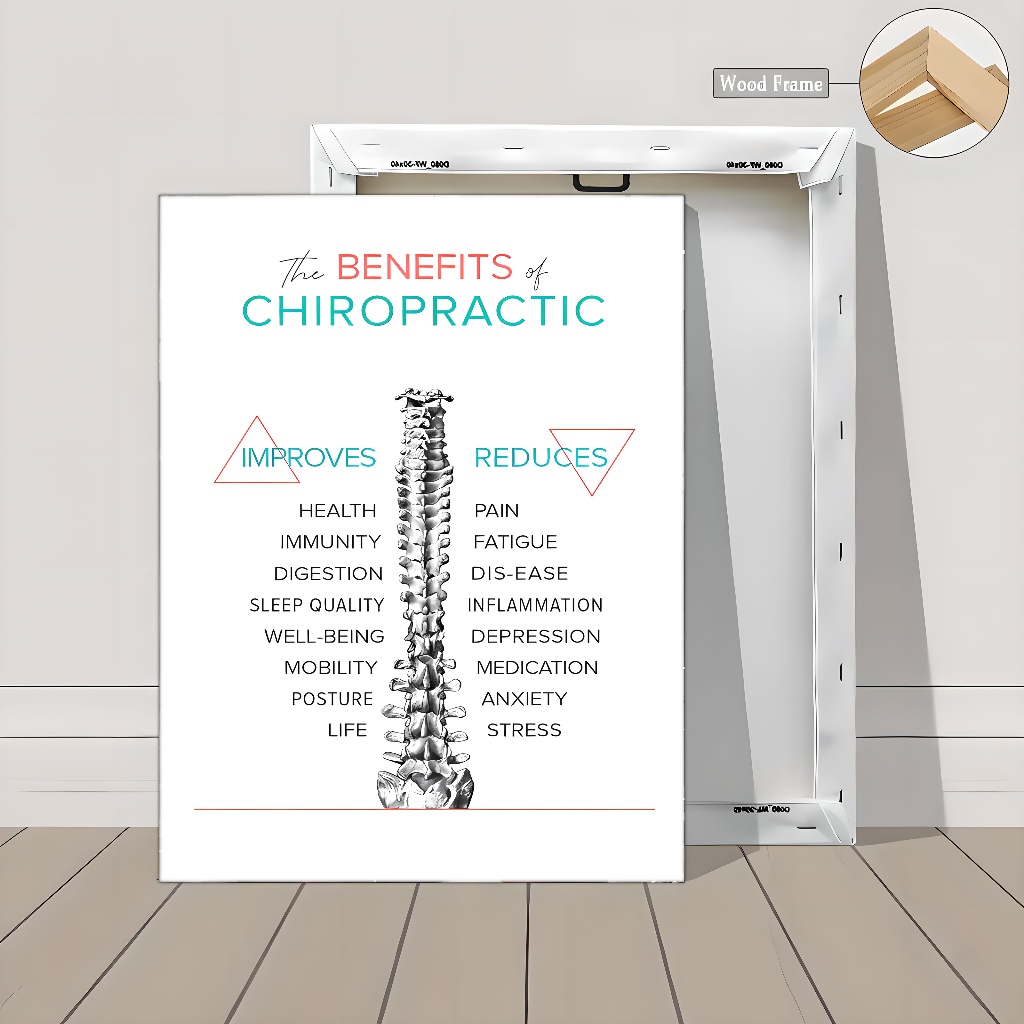 Wood Frame
The BENEFITS of
CHIROPRACTIC
IMPROVES
HEALTH
IMMUNITY
DIGESTION
SLEEP QUALITY
WELL-BEING
MOBILITY
POSTURE
LIFE
REDUCES
PAIN
FATIGUE
DIS-EASE
INFLAMMATION
DEPRESSION
MEDICATION
ANXIETY
STRESS